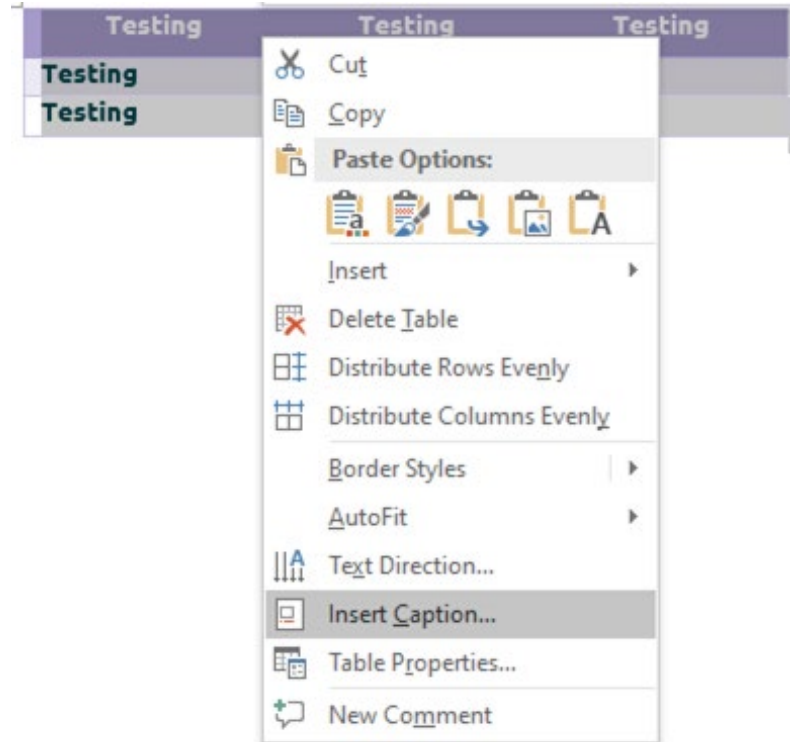 Testing Testing Testing
Testing
Testing
Cut
Copy
Paste Options:
a A
Insert
Delete Table
Distribute Rows Evenly
Distribute Columns Evenly
Border Styles
AutoFit
A Text Direction...
Insert Caption...
Table Properties...
New Comment